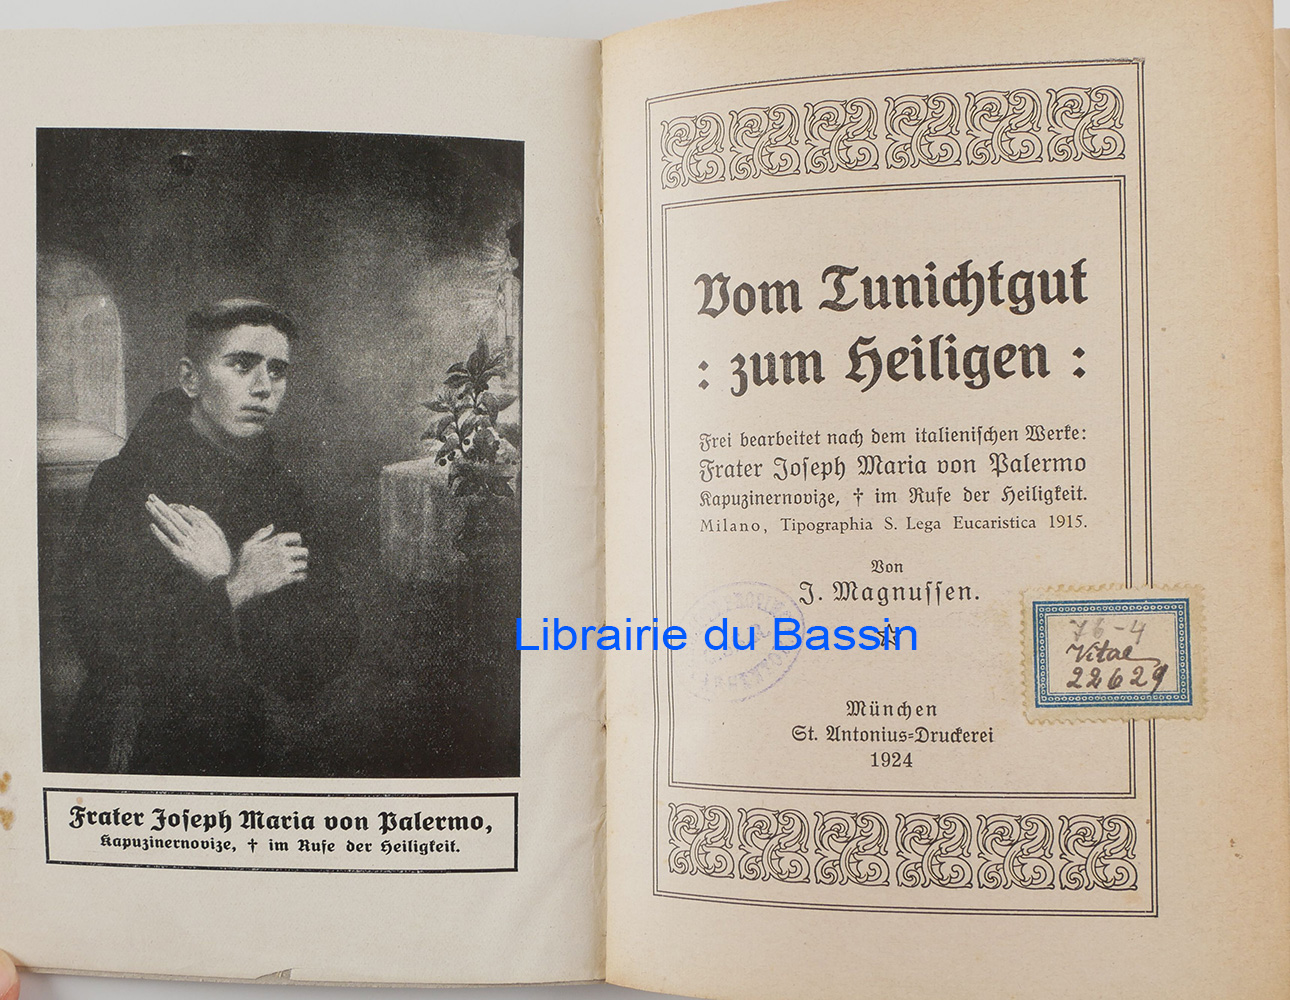 Frater Joseph Maria von Palermo,
Kapuzinernovize, † im Rufe der Heiligkeit.
Vom Tunichtgut
: zum Heiligen :
Frei bearbeitet nach dem italienischen Werke:
Frater Joseph Maria von Palermo
Kapuzinernovize, † im Rufe der Heiligkeit.
Milano, Tipographia S. Lega Eucaristica 1915.
Von
J. Magnussen.
Librairie du Bassin
76-4
Vitae
22629
München
St. Antonius=Druckerei
1924